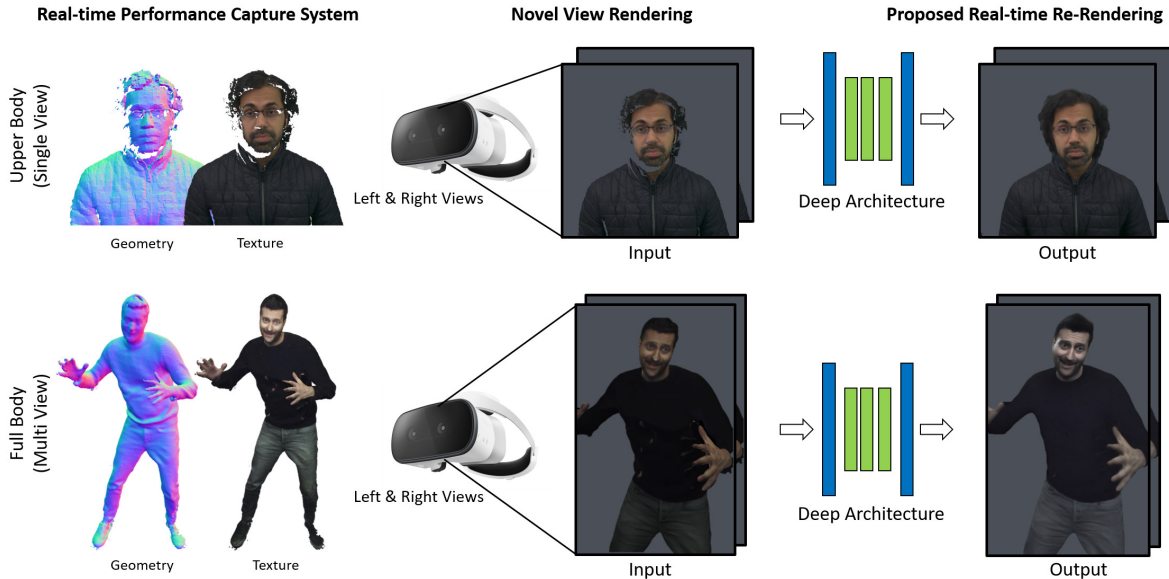 Real-time Performance Capture System
Novel View Rendering
Proposed Real-time Re-Rendering
Upper Body
(Single View)
Geometry
Texture
Left & Right Views
Input
Deep Architecture
Output
Full Body
(Multi View)
Geometry
Texture
Left & Right Views
Input
Deep Architecture
Output